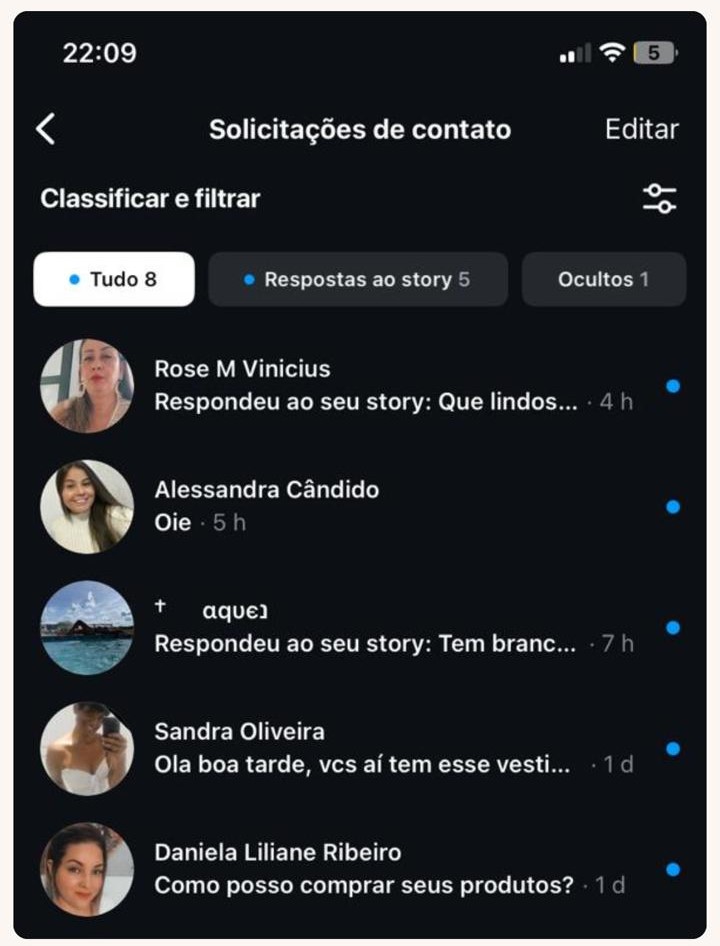 22:09
5
Solicitações de contato
Editar
Classificar e filtrar
Tudo 8
Respostas ao story 5
Ocultos 1
Rose M Vinicius
Respondeu ao seu story: Que lindos... · 4 h
Alessandra Cândido
Oie · 5 h
† αqυєנ
Respondeu ao seu story: Tem branc... · 7 h
Sandra Oliveira
Ola boa tarde, vcs aí tem esse vesti... · 1 d
Daniela Liliane Ribeiro
Como posso comprar seus produtos? · 1 d